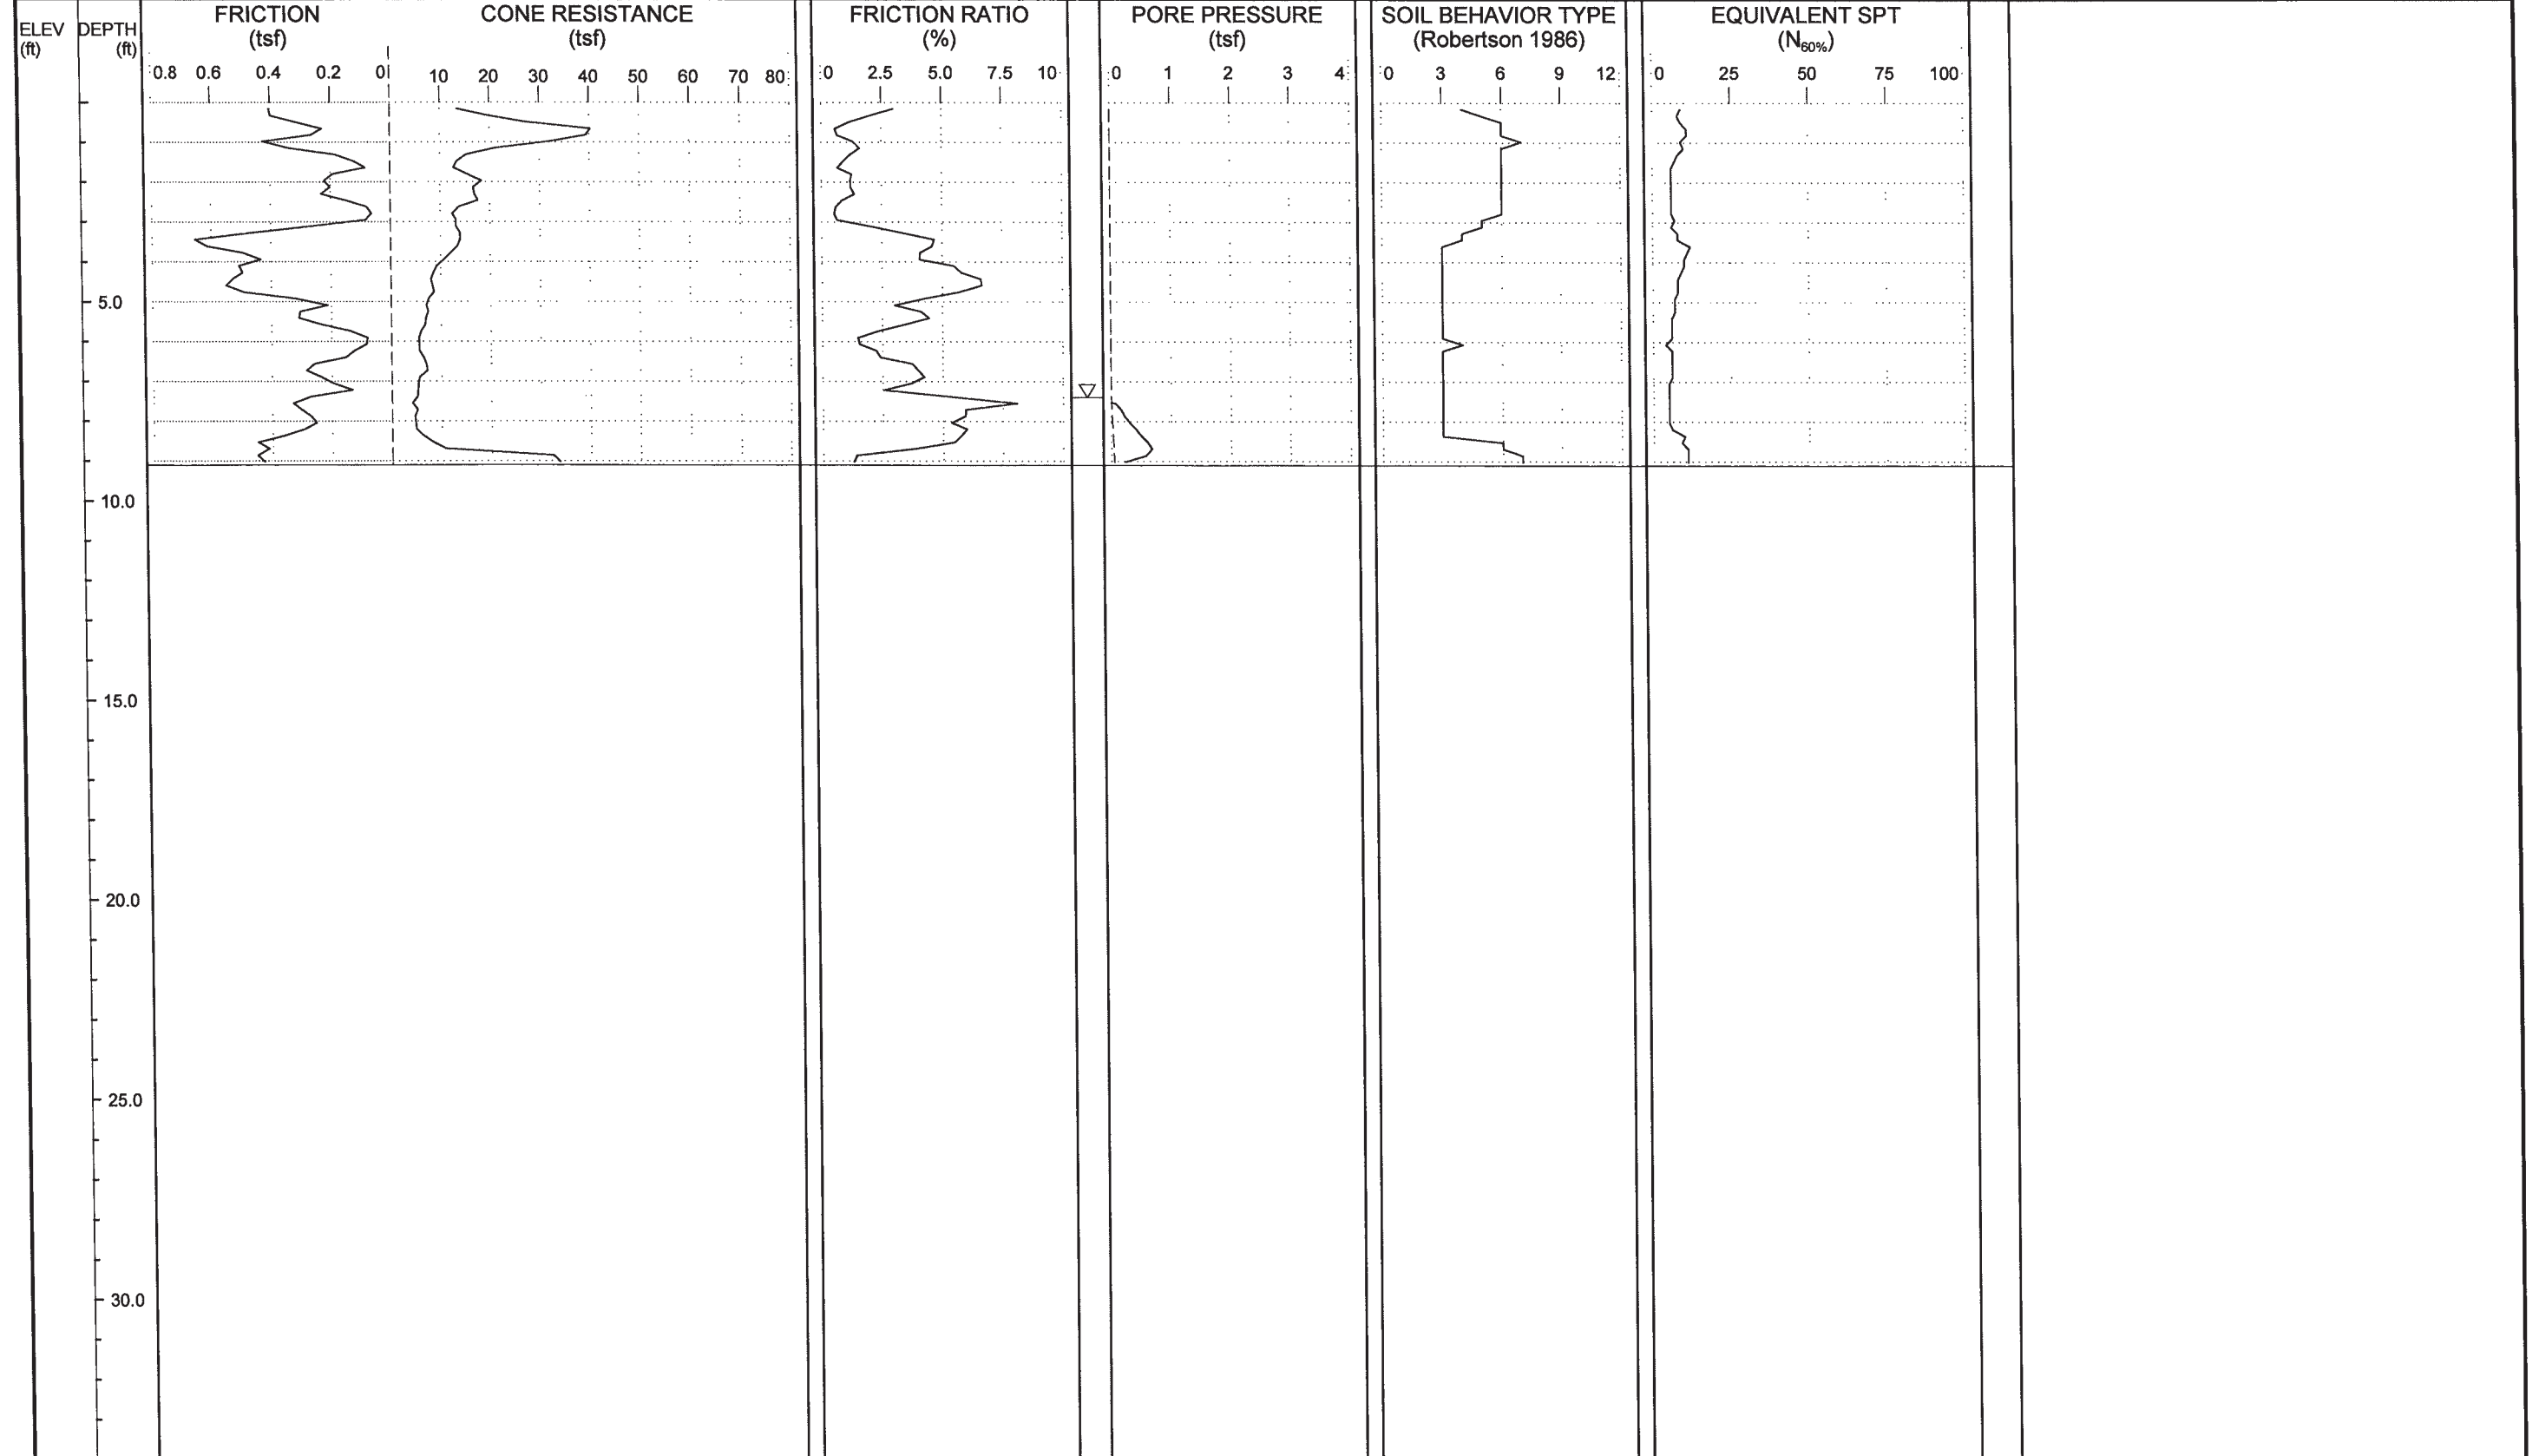 ELEV
(ft)
DEPTH
(ft)
FRICTION
(tsf)
0.8 0.6 0.4 0.2 0
CONE RESISTANCE
(tsf)
10 20 30 40 50 60 70 80
FRICTION RATIO
(%)
0 2.5 5.0 7.5 10
PORE PRESSURE
(tsf)
0 1 2 3 4
SOIL BEHAVIOR TYPE
(Robertson 1986)
0 3 6 9 12
EQUIVALENT SPT
(N60%)
0 25 50 75 100
5.0
10.0
15.0
20.0
25.0
30.0